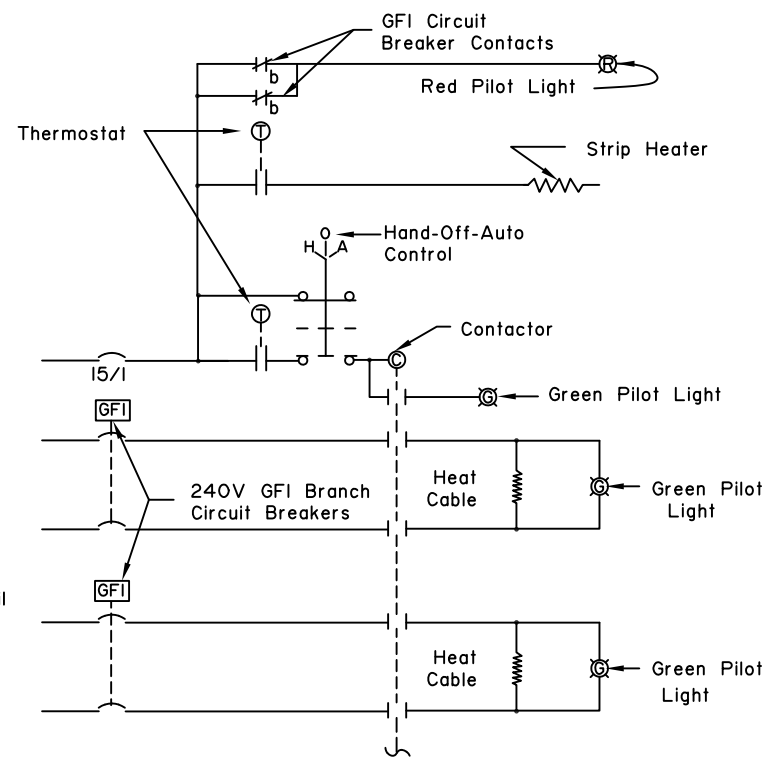 GFI Circuit
Breaker Contacts
b
R
Red Pilot Light
b
Thermostat
T
Strip Heater
O
H A
Hand-Off-Auto
Control
T
Contactor
C
15/1
Green Pilot Light
G
GFI
240V GFI Branch
Circuit Breakers
Heat
Cable
G
Green Pilot
Light
GFI
Heat
Cable
G
Green Pilot
Light